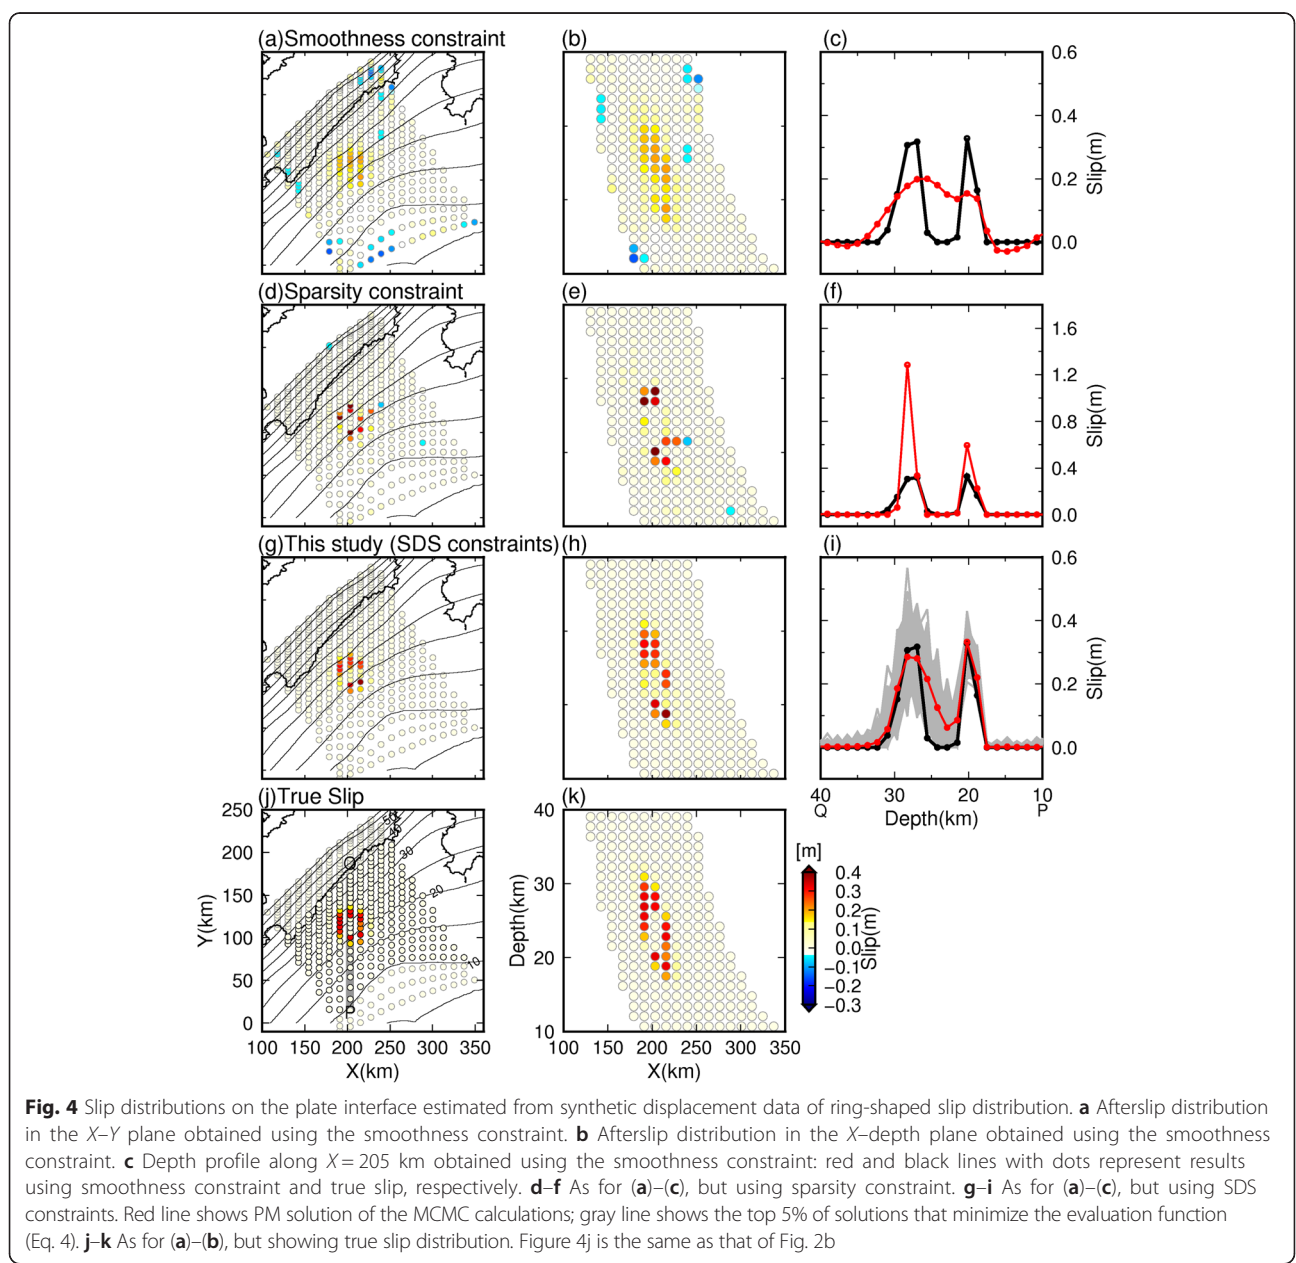 (a)Smoothness constraint
(b)
(c)
0.6
0.4
0.2
0.0
Slip(m)
(d)Sparsity constraint
(e)
(f)
1.6
1.2
0.8
0.4
0.0
Slip(m)
(g)This study (SDS constraints)
(h)
(i)
0.6
0.4
0.2
0.0
Slip(m)
40 30 20 10
Q P
Depth(km)
(j)True Slip
250
200
150
100
50
0
Y(km)
Q
P
50
40
30
20
10
100 150 200 250 300 350
X(km)
(k)
40
30
20
10
Depth(km)
100 150 200 250 300 350
X(km)
[m]
0.4
0.3
0.2
0.1
0.0
−0.1
−0.2
−0.3
Slip(m)
Fig. 4 Slip distributions on the plate interface estimated from synthetic displacement data of ring-shaped slip distribution. a Afterslip distribution
in the X–Y plane obtained using the smoothness constraint. b Afterslip distribution in the X–depth plane obtained using the smoothness
constraint. c Depth profile along X = 205 km obtained using the smoothness constraint: red and black lines with dots represent results
using smoothness constraint and true slip, respectively. d–f As for (a)–(c), but using sparsity constraint. g–i As for (a)–(c), but using SDS
constraints. Red line shows PM solution of the MCMC calculations; gray line shows the top 5% of solutions that minimize the evaluation function
(Eq. 4). j–k As for (a)–(b), but showing true slip distribution. Figure 4j is the same as that of Fig. 2b